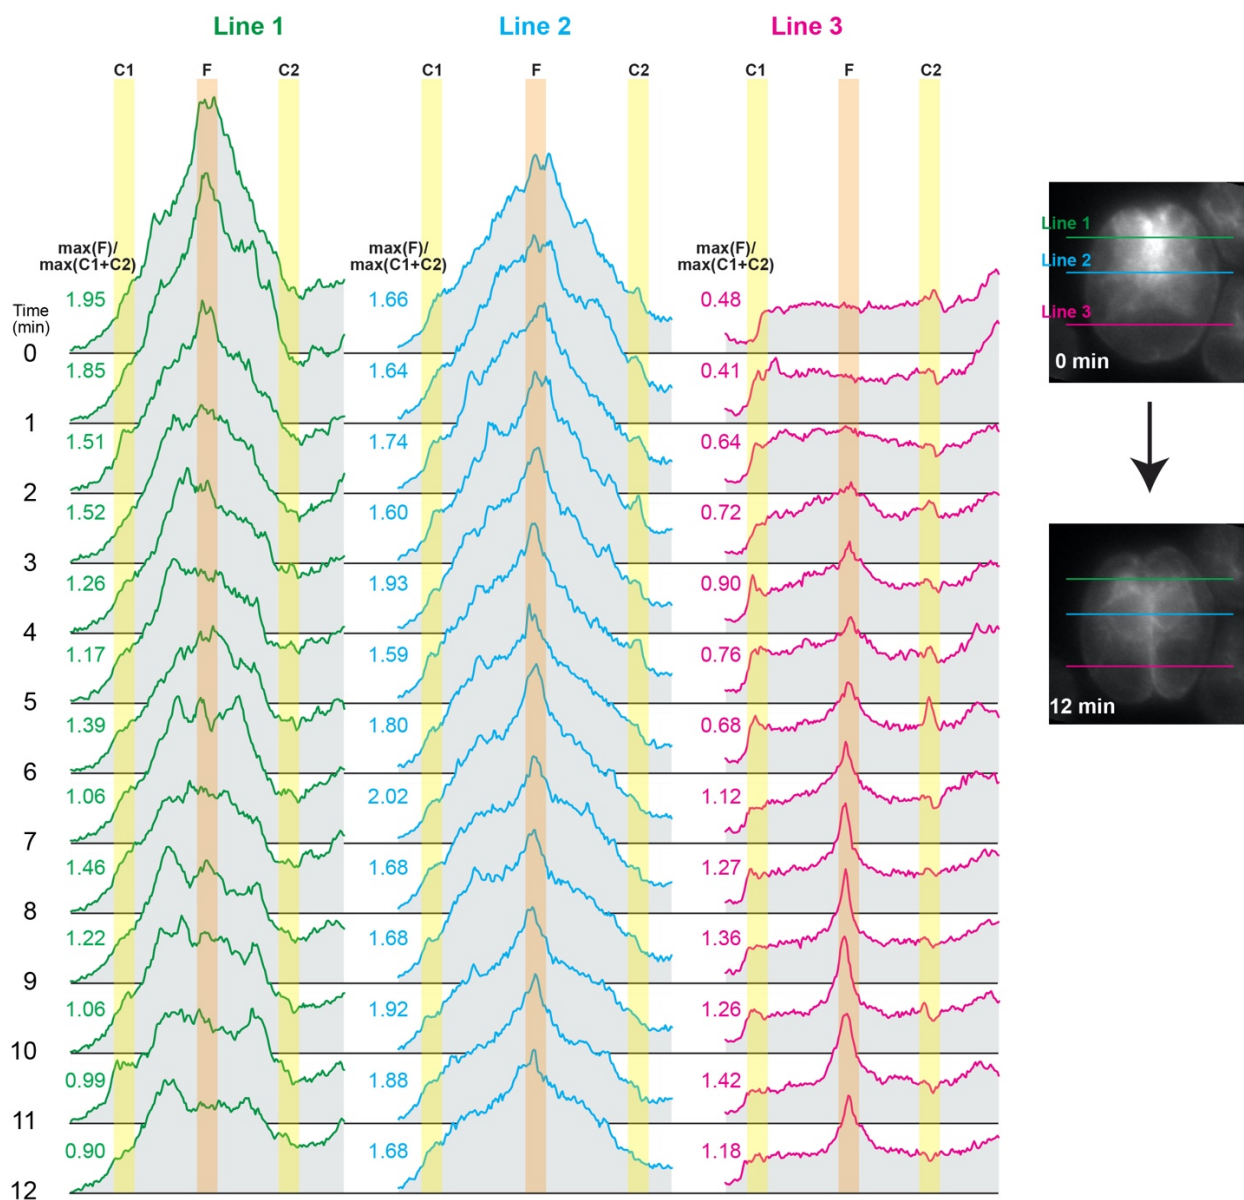 Line 1 Line 2 Line 3
C1 F C2 C1 F C2 C1 F C2
max(F)/ max(F)/ max(F)/
max(C1+C2) max(C1+C2) max(C1+C2)
Time
(min)
1.95 1.66 0.48
0
1.85 1.64 0.41
1
1.51 1.74 0.64
2
1.52 1.60 0.72
3
1.26 1.93 0.90
4
1.17 1.59 0.76
5
1.39 1.80 0.68
6
1.06 2.02 1.12
7
1.46 1.68 1.27
8
1.22 1.68 1.36
9
1.06 1.92 1.26
10
0.99 1.88 1.42
11
0.90 1.68 1.18
12
Line 1
Line 2
Line 3
0 min
12 min